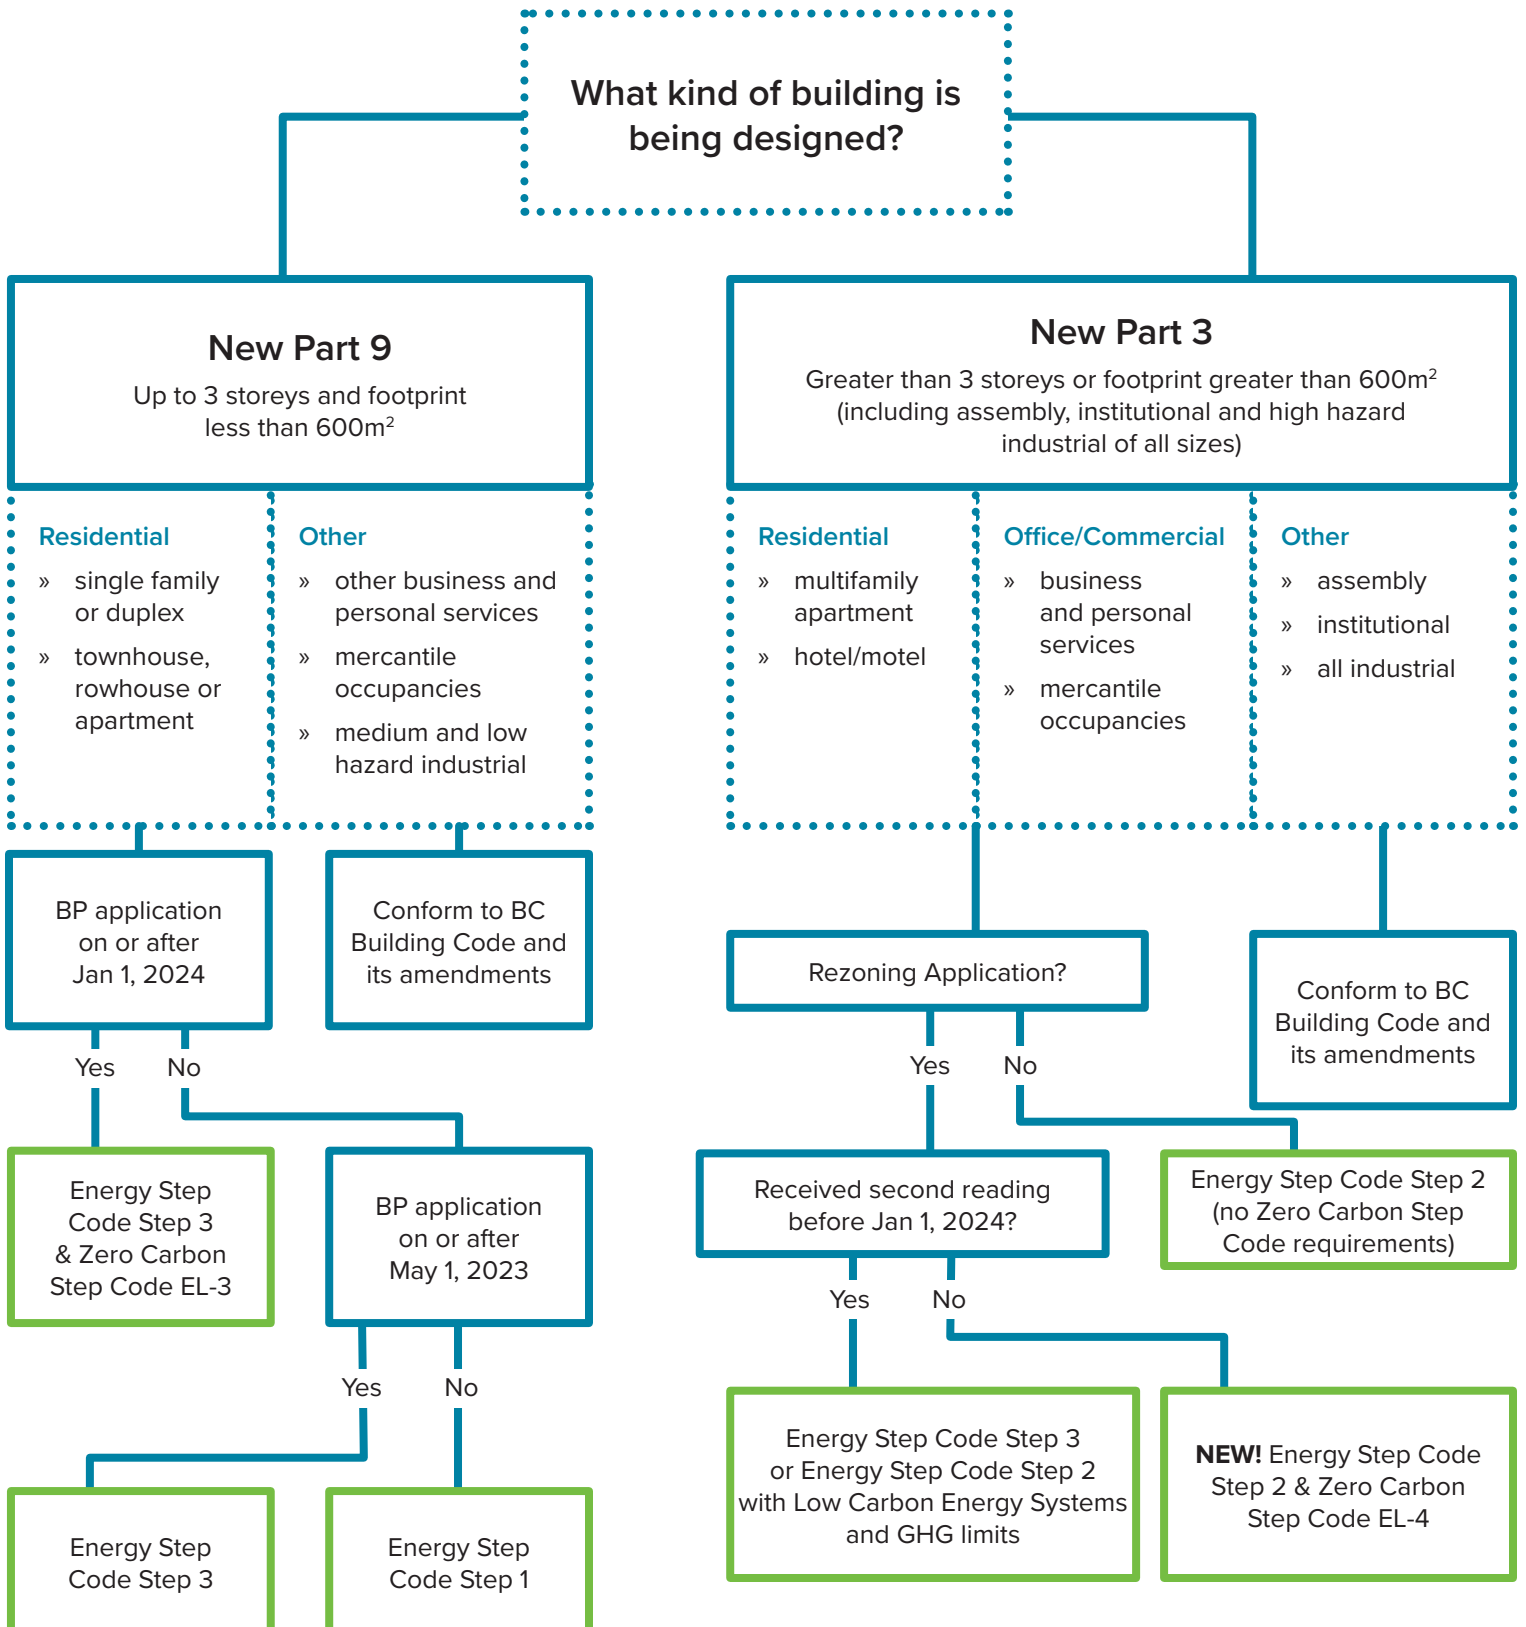 What kind of building is
being designed?
New Part 9
Up to 3 storeys and footprint
less than 600m²
New Part 3
Greater than 3 storeys or footprint greater than 600m²
(including assembly, institutional and high hazard
industrial of all sizes)
Residential
» single family
or duplex
» townhouse,
rowhouse or
apartment
Other
» other business and
personal services
» mercantile
occupancies
» medium and low
hazard industrial
Residential
» multifamily
apartment
» hotel/motel
Office/Commercial
» business
and personal
services
» mercantile
occupancies
Other
» assembly
» institutional
» all industrial
BP application
on or after
Jan 1, 2024
Conform to BC
Building Code and
its amendments
Rezoning Application?
Conform to BC
Building Code and
its amendments
Yes
No
Yes
No
Energy Step
Code Step 3
& Zero Carbon
Step Code EL-3
BP application
on or after
May 1, 2023
Received second reading
before Jan 1, 2024?
Energy Step Code Step 2
(no Zero Carbon Step
Code requirements)
Yes
No
Yes
No
Energy Step
Code Step 3
Energy Step
Code Step 1
Energy Step Code Step 3
or Energy Step Code Step 2
with Low Carbon Energy Systems
and GHG limits
NEW! Energy Step Code
Step 2 & Zero Carbon
Step Code EL-4